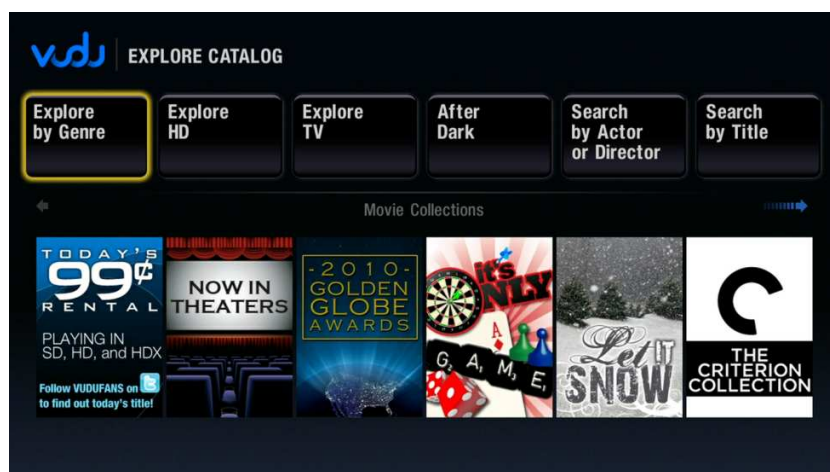 vudu EXPLORE CATALOG
Explore
by Genre
Explore
HD
Explore
TV
After
Dark
Search
by Actor
or Director
Search
by Title
Movie Collections
TODAY'S
99¢
RENTAL
PLAYING IN
SD, HD, and HDX
Follow VUDUFANS on
to find out today's title!
NOW IN
THEATERS
-2010-
GOLDEN
GLOBE
AWARDS
it's
ONLY
A
GAME
Let IT
SNOW
THE
CRITERION
COLLECTION